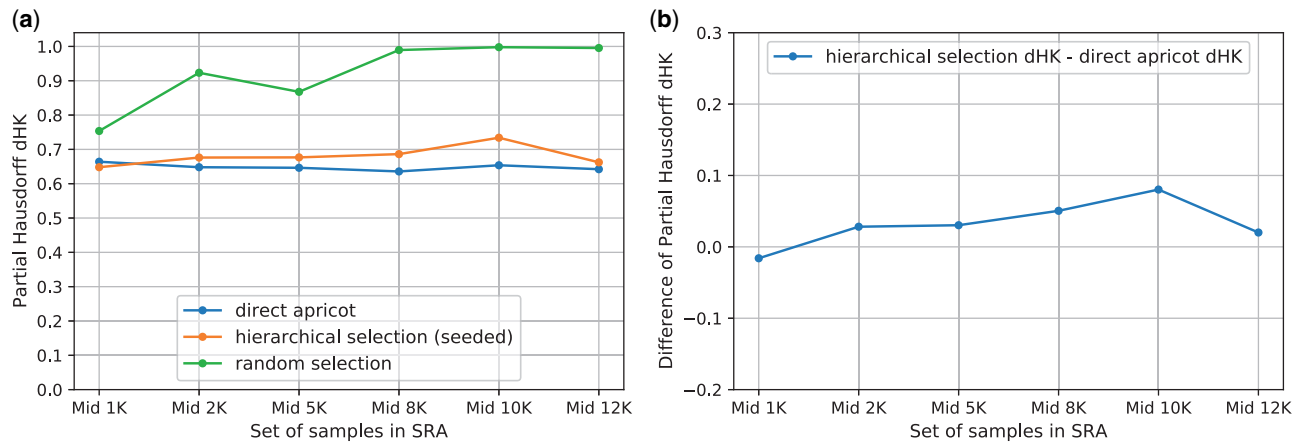 (a)
Partial Hausdorff dHK
1.0
0.9
0.8
0.7
0.6
0.5
0.4
0.3
0.2
0.1
0.0
direct apricot
hierarchical selection (seeded)
random selection
Mid 1K Mid 2K Mid 5K Mid 8K Mid 10K Mid 12K
Set of samples in SRA
(b)
Difference of Partial Hausdorff dHK
0.3
0.2
0.1
0.0
−0.1
−0.2
hierarchical selection dHK - direct apricot dHK
Mid 1K Mid 2K Mid 5K Mid 8K Mid 10K Mid 12K
Set of samples in SRA